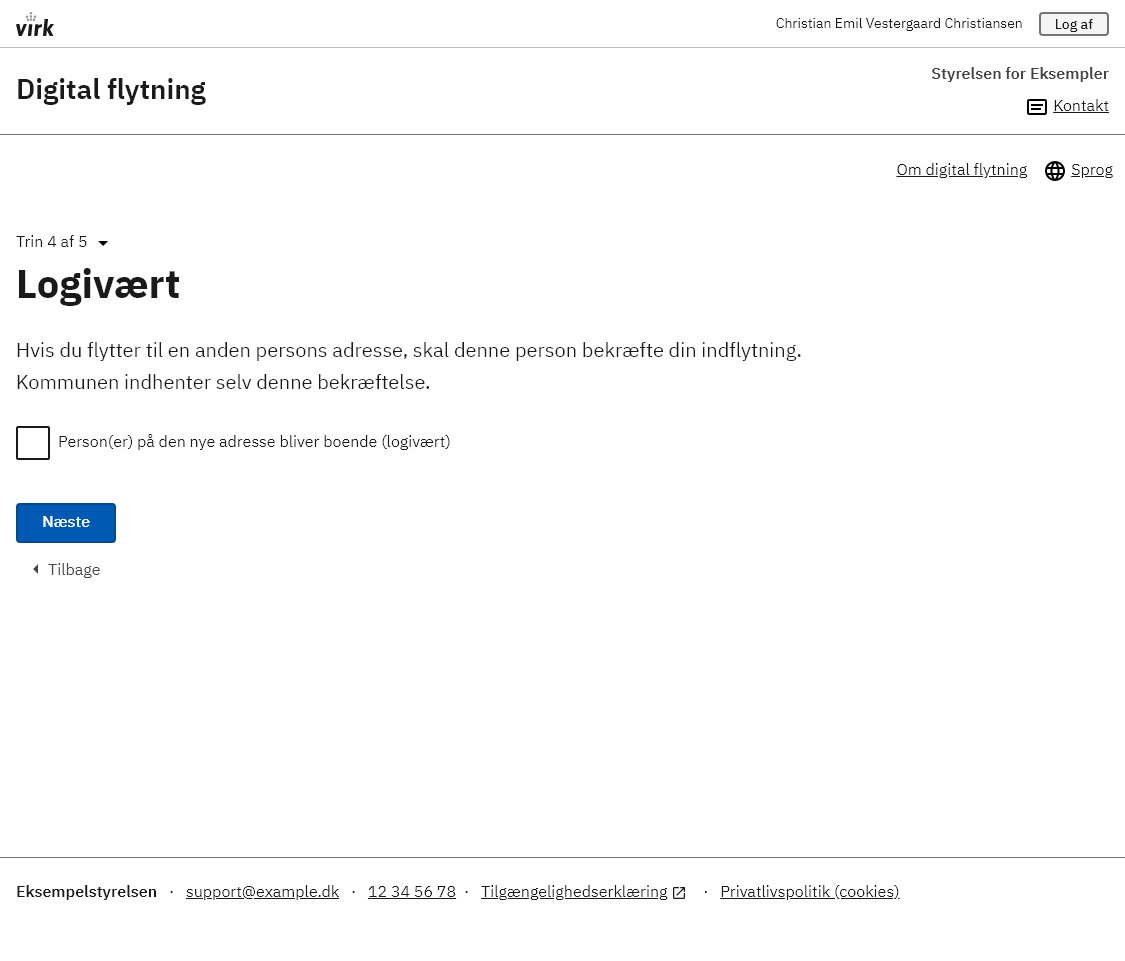 virk
Christian Emil Vestergaard Christiansen
Log af
Digital flytning
Styrelsen for Eksempler
Kontakt
Om digital flytning
Sprog
Trin 4 af 5
Logivært
Hvis du flytter til en anden persons adresse, skal denne person bekræfte din indflytning.
Kommunen indhenter selv denne bekræftelse.
Person(er) på den nye adresse bliver boende (logivært)
Næste
Tilbage
Eksempelstyrelsen · support@example.dk · 12 34 56 78 · Tilgængelighedserklæring · Privatlivspolitik (cookies)